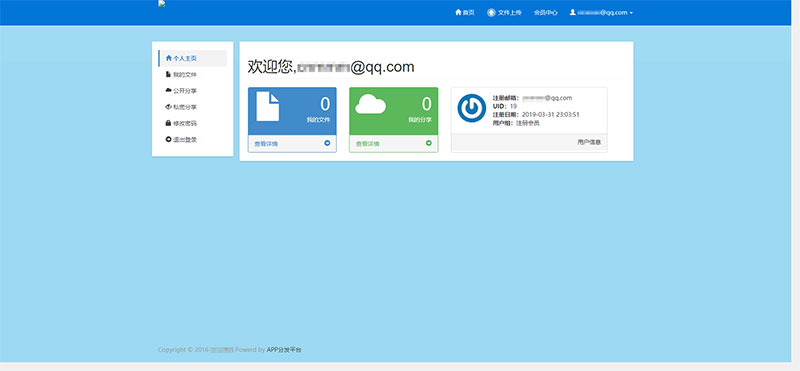 首页 文件上传 会员中心 @qq.com
个人主页
我的文件
公开分享
私密分享
修改密码
退出登录
欢迎您,@qq.com
0
我的文件
查看详情
0
我的分享
查看详情
注册邮箱: @qq.com
UID: 19
注册日期: 2019-03-31 23:03:51
用户组: 注册会员
用户信息
Copyright © 2016 Powerd by APP分发平台